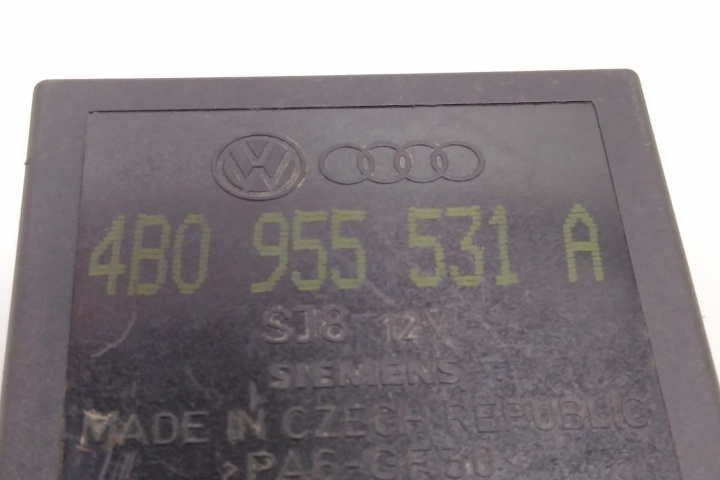 4B0 955 531 A
SJ8 12V
SIEMENS
MADE IN CZECH REPUBLIC
>PA6-GF30<